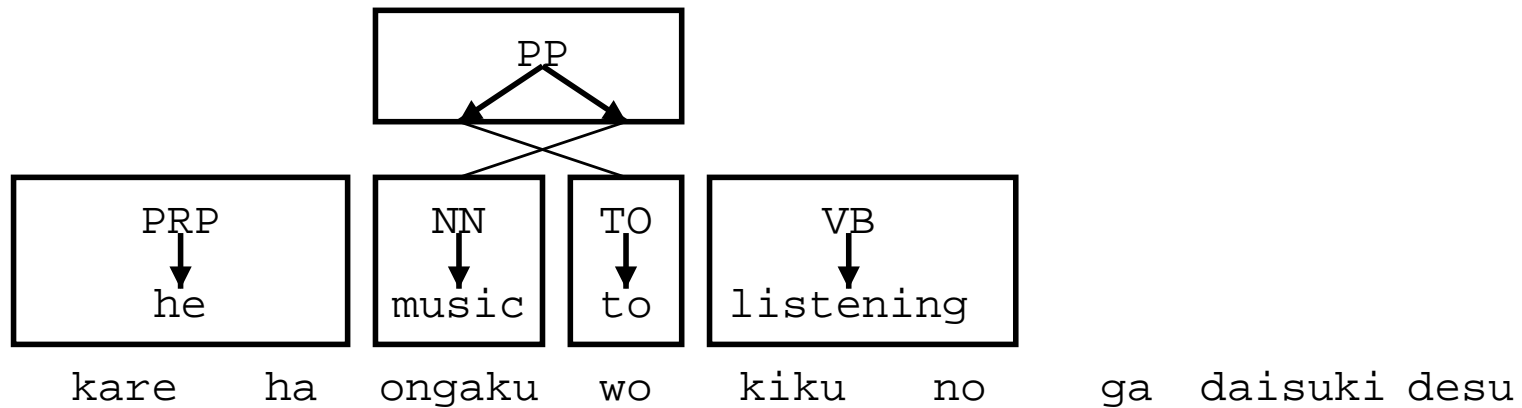 PP
PRP NN TO VB
he music to listening
kare ha ongaku wo kiku no ga daisuki desu